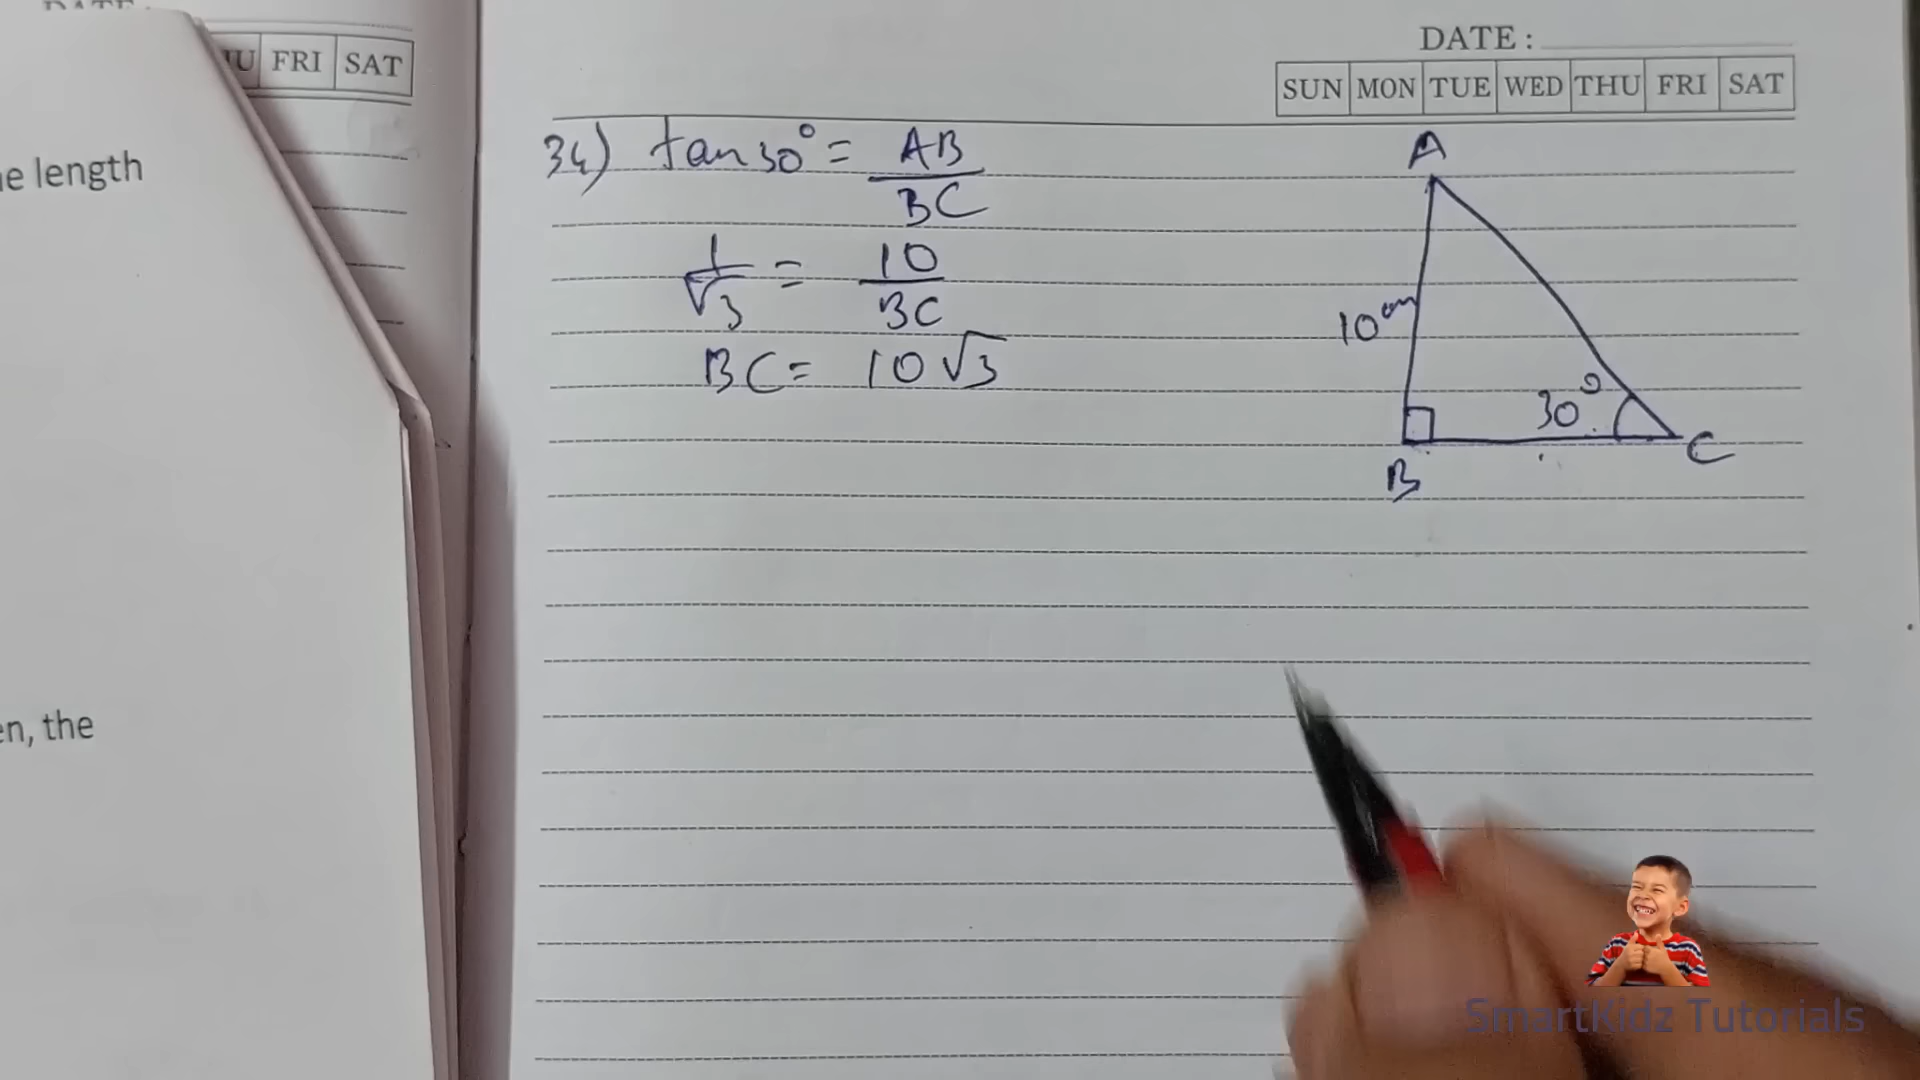 DATE :
SUN MON TUE WED THU FRI SAT
FRI SAT
e length
en, the
34) tan30° = AB/BC
1/√3 = 10/BC
BC = 10√3
A
10cm
30°
B
C
SmartKidz Tutorials